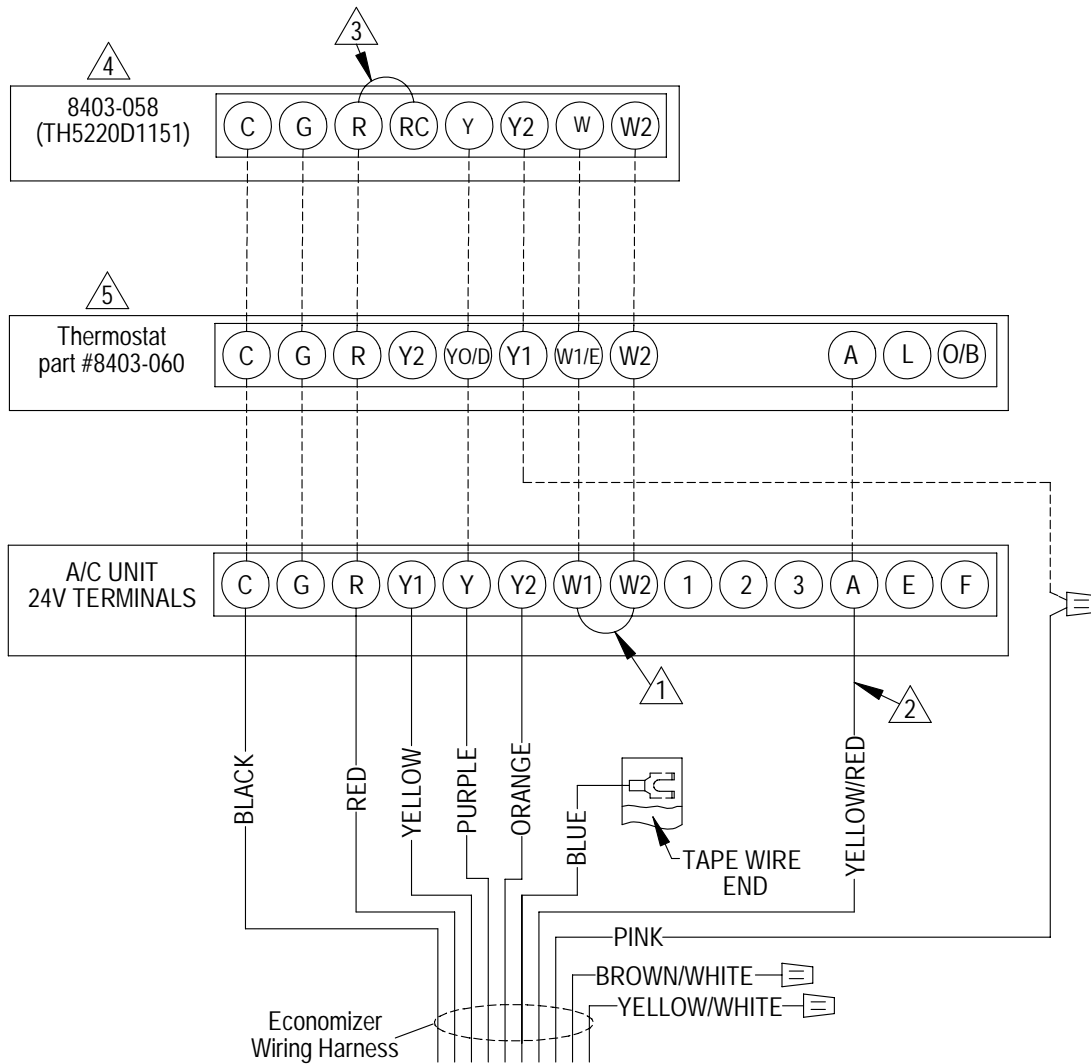 3
4
8403-058
(TH5220D1151)
C G R RC Y Y2 W W2
5
Thermostat
part #8403-060
C G R Y2 YO/D Y1 W1/E W2 A L O/B
A/C UNIT
24V TERMINALS
C G R Y1 Y Y2 W1 W2 1 2 3 A E F
1
2
BLACK
RED
YELLOW
PURPLE
ORANGE
BLUE
TAPE WIRE
END
YELLOW/RED
PINK
BROWN/WHITE
YELLOW/WHITE
Economizer
Wiring Harness